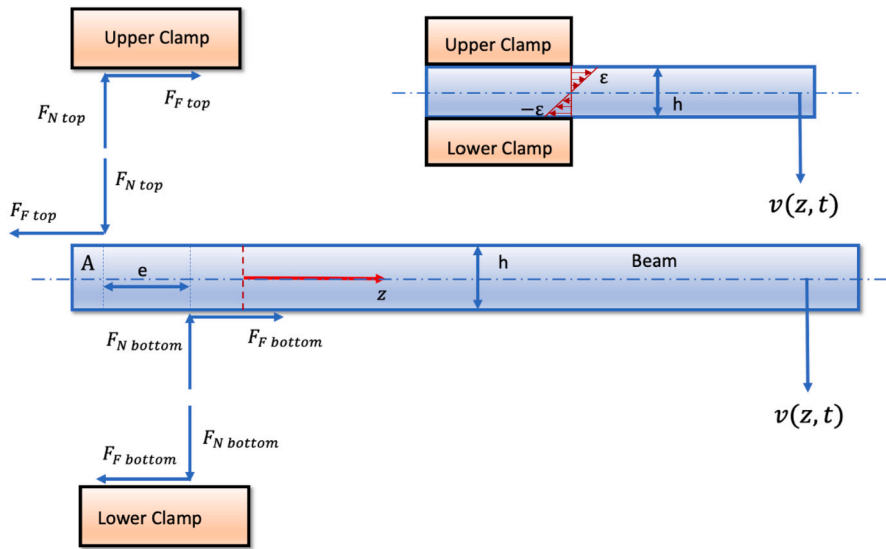 Upper Clamp
F_F top
F_N top
F_N top
F_F top
Upper Clamp
ε
−ε
h
Lower Clamp
v(z, t)
A
e
z
h
Beam
F_F bottom
F_N bottom
v(z, t)
F_N bottom
F_F bottom
Lower Clamp